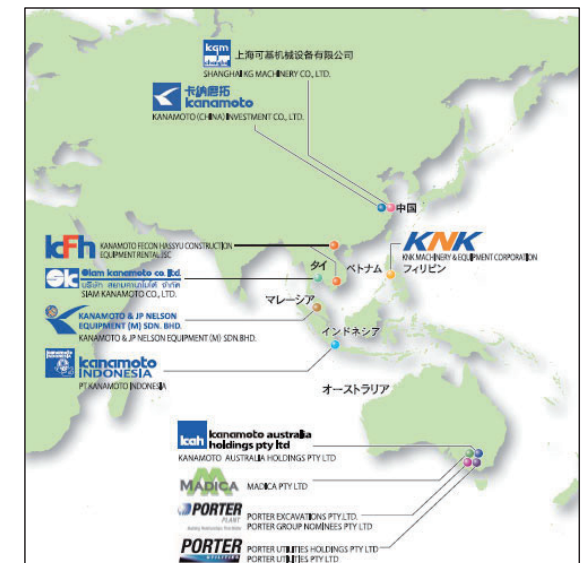 kgm
shanghai
上海可基机械设备有限公司
SHANGHAI KG MACHINERY CO., LTD.
卡納磨拓
kanamoto
KANAMOTO (CHINA) INVESTMENT CO., LTD.
中国
kFh
KANAMOTO FECON HASSYU CONSTRUCTION
EQUIPMENT RENTAL JSC
KNK
KNK MACHINERY & EQUIPMENT CORPORATION
フィリピン
タイ
ベトナム
Siam kanamoto co. ltd.
SIAM KANAMOTO CO., LTD.
マレーシア
KANAMOTO & JP NELSON
EQUIPMENT (M) SDN. BHD.
KANAMOTO & JP NELSON EQUIPMENT (M) SDN.BHD.
インドネシア
kanamoto
INDONESIA
PT KANAMOTO INDONESIA
オーストラリア
kah
kanamoto australia
holdings pty ltd
KANAMOTO AUSTRALIA HOLDINGS PTY LTD
MADICA
MADICA PTY LTD
PORTER
PLANT
PORTER EXCAVATIONS PTY LTD.
PORTER GROUP NOMINEES PTY LTD
PORTER
UTILITIES
PORTER UTILITIES HOLDINGS PTY LTD
PORTER UTILITIES PTY LTD